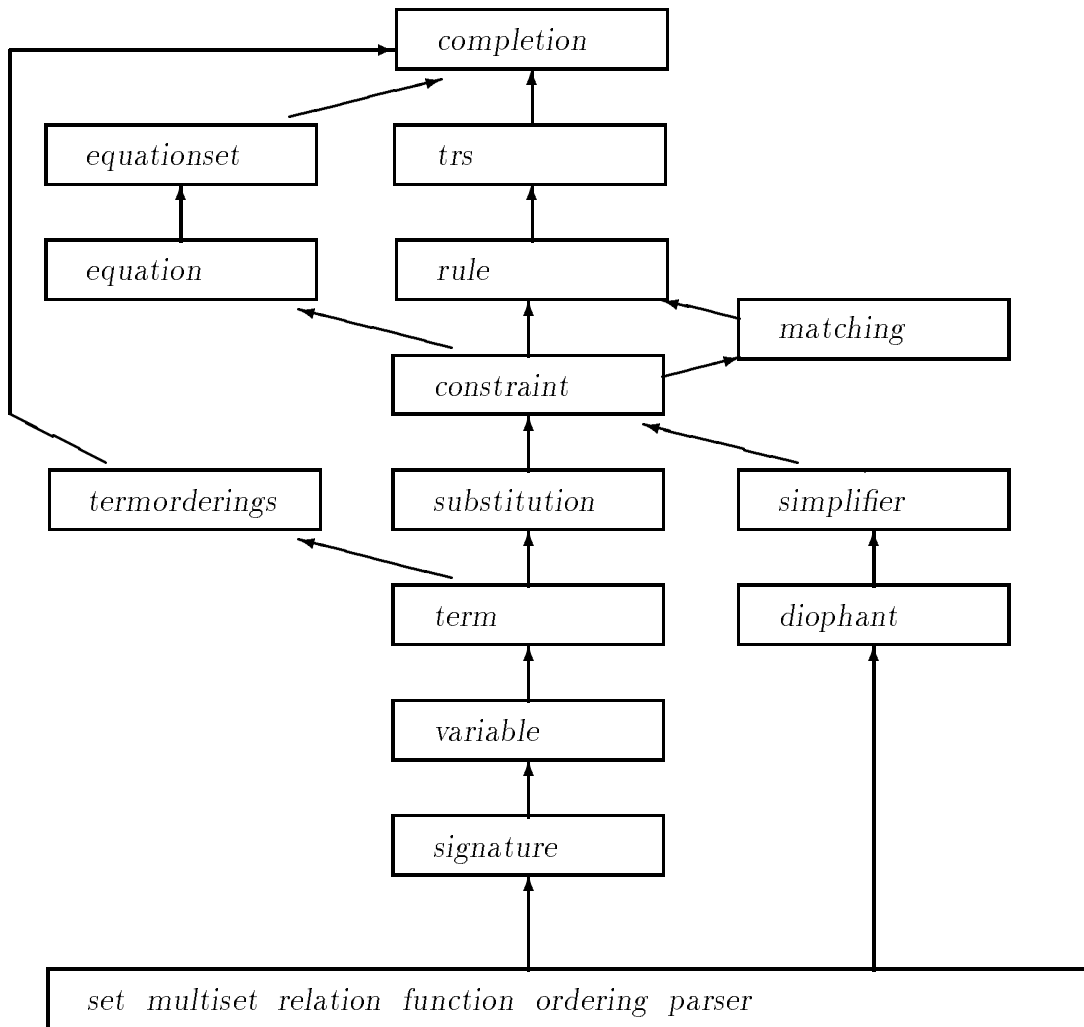 completion
equationset
trs
equation
rule
matching
constraint
termorderings
substitution
simplifier
term
diophant
variable
signature
set multiset relation function ordering parser